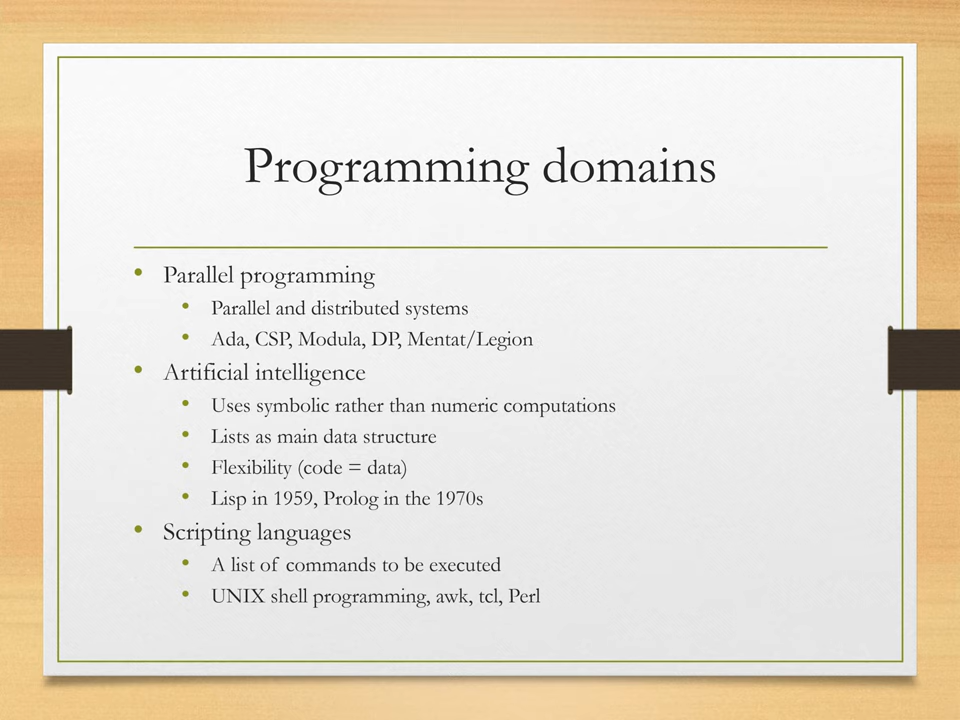 Programming domains
• Parallel programming
• Parallel and distributed systems
• Ada, CSP, Modula, DP, Mentat/Legion
• Artificial intelligence
• Uses symbolic rather than numeric computations
• Lists as main data structure
• Flexibility (code = data)
• Lisp in 1959, Prolog in the 1970s
• Scripting languages
• A list of commands to be executed
• UNIX shell programming, awk, tcl, Perl